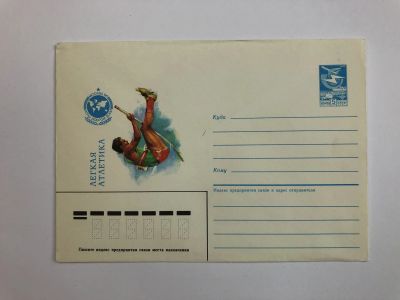 ЛЕГКАЯ
АТЛЕТИКА
Куда
Кому
Индекс предприятия связи и адрес отправителя
Пишите индекс предприятия связи места назначения